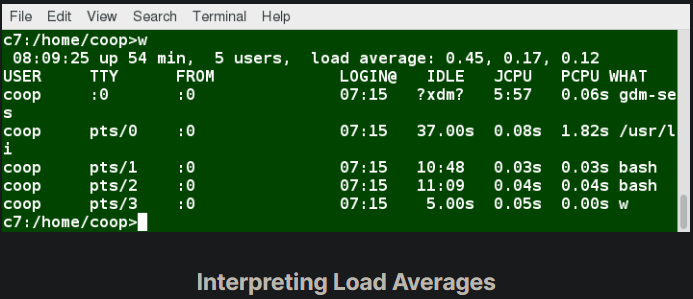 File Edit View Search Terminal Help
c7:/home/coop>w
08:09:25 up 54 min, 5 users, load average: 0.45, 0.17, 0.12
USER TTY FROM LOGIN@ IDLE JCPU PCPU WHAT
coop :0 :0 07:15 ?xdm? 5:57 0.06s gdm-se
s
coop pts/0 :0 07:15 37.00s 0.08s 1.82s /usr/l
i
coop pts/1 :0 07:15 10:48 0.03s 0.03s bash
coop pts/2 :0 07:15 11:09 0.04s 0.04s bash
coop pts/3 :0 07:15 5.00s 0.05s 0.00s w
c7:/home/coop>
Interpreting Load Averages